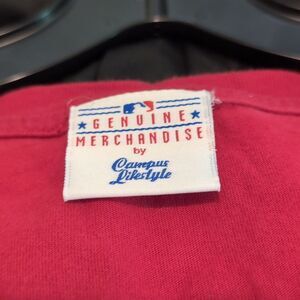 GENUINE
MERCHANDISE
by
Campus
Lifestyle